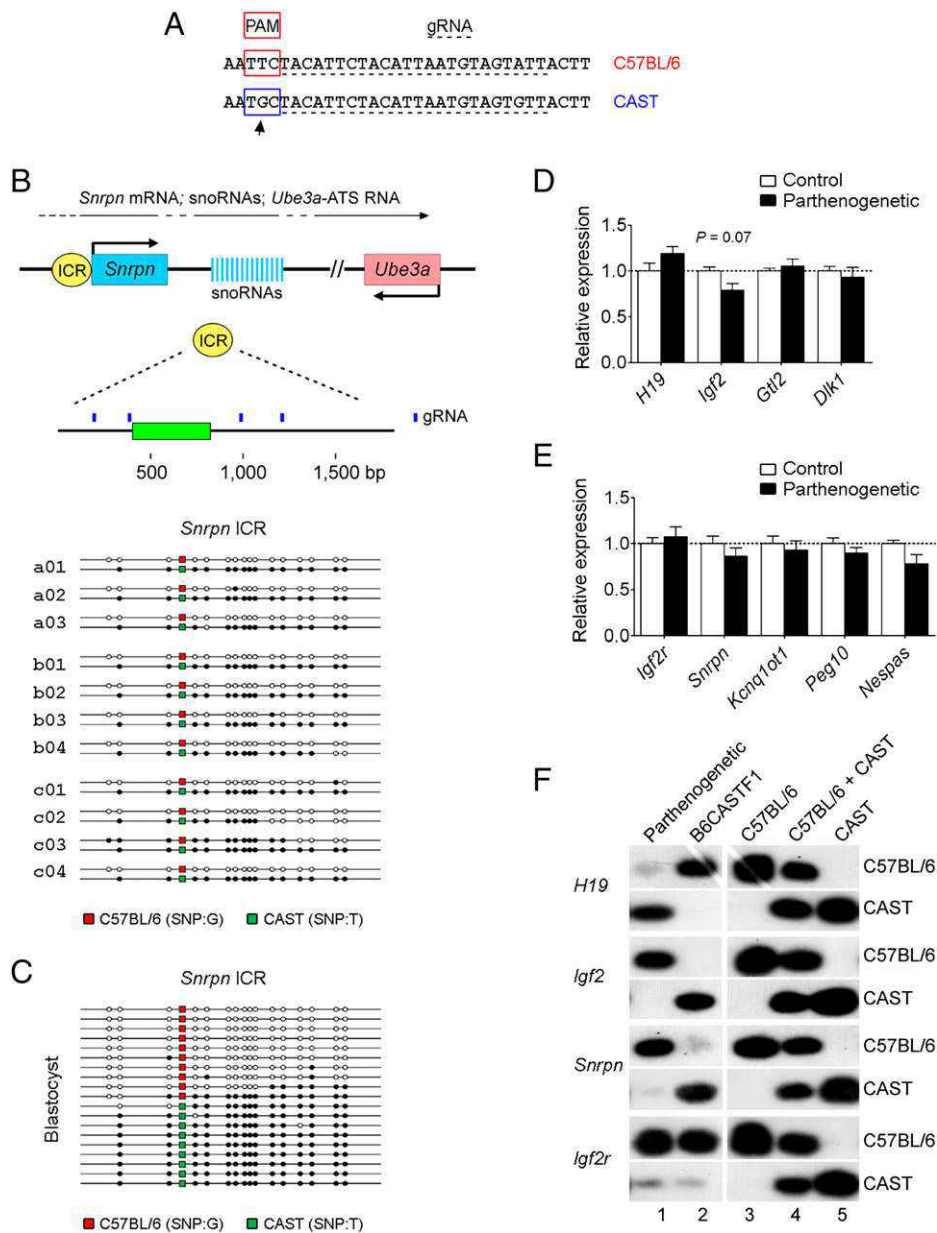 A
PAM
gRNA
AATTCTACATTCTACATTAATGTAGTATTACTT C57BL/6
AATGCTACATTCTACATTAATGTAGTGTTACTT CAST
B
Snrpn mRNA; snoRNAs; Ube3a-ATS RNA
ICR
Snrpn
snoRNAs
//
Ube3a
ICR
gRNA
500 1,000 1,500 bp
Snrpn ICR
a01
a02
a03
b01
b02
b03
b04
c01
c02
c03
c04
C57BL/6 (SNP:G) CAST (SNP:T)
C
Snrpn ICR
Blastocyst
C57BL/6 (SNP:G) CAST (SNP:T)
D
Control
Parthenogenetic
P = 0.07
Relative expression
1.5
1.0
0.5
0.0
H19 Igf2 Gtl2 Dlk1
E
Control
Parthenogenetic
Relative expression
1.5
1.0
0.5
0.0
Igf2r Snrpn Kcnq1ot1 Peg10 Nespas
F
Parthenogenetic
B6CASTF1
C57BL/6
C57BL/6 + CAST
CAST
H19
C57BL/6
CAST
Igf2
C57BL/6
CAST
Snrpn
C57BL/6
CAST
Igf2r
C57BL/6
CAST
1 2 3 4 5